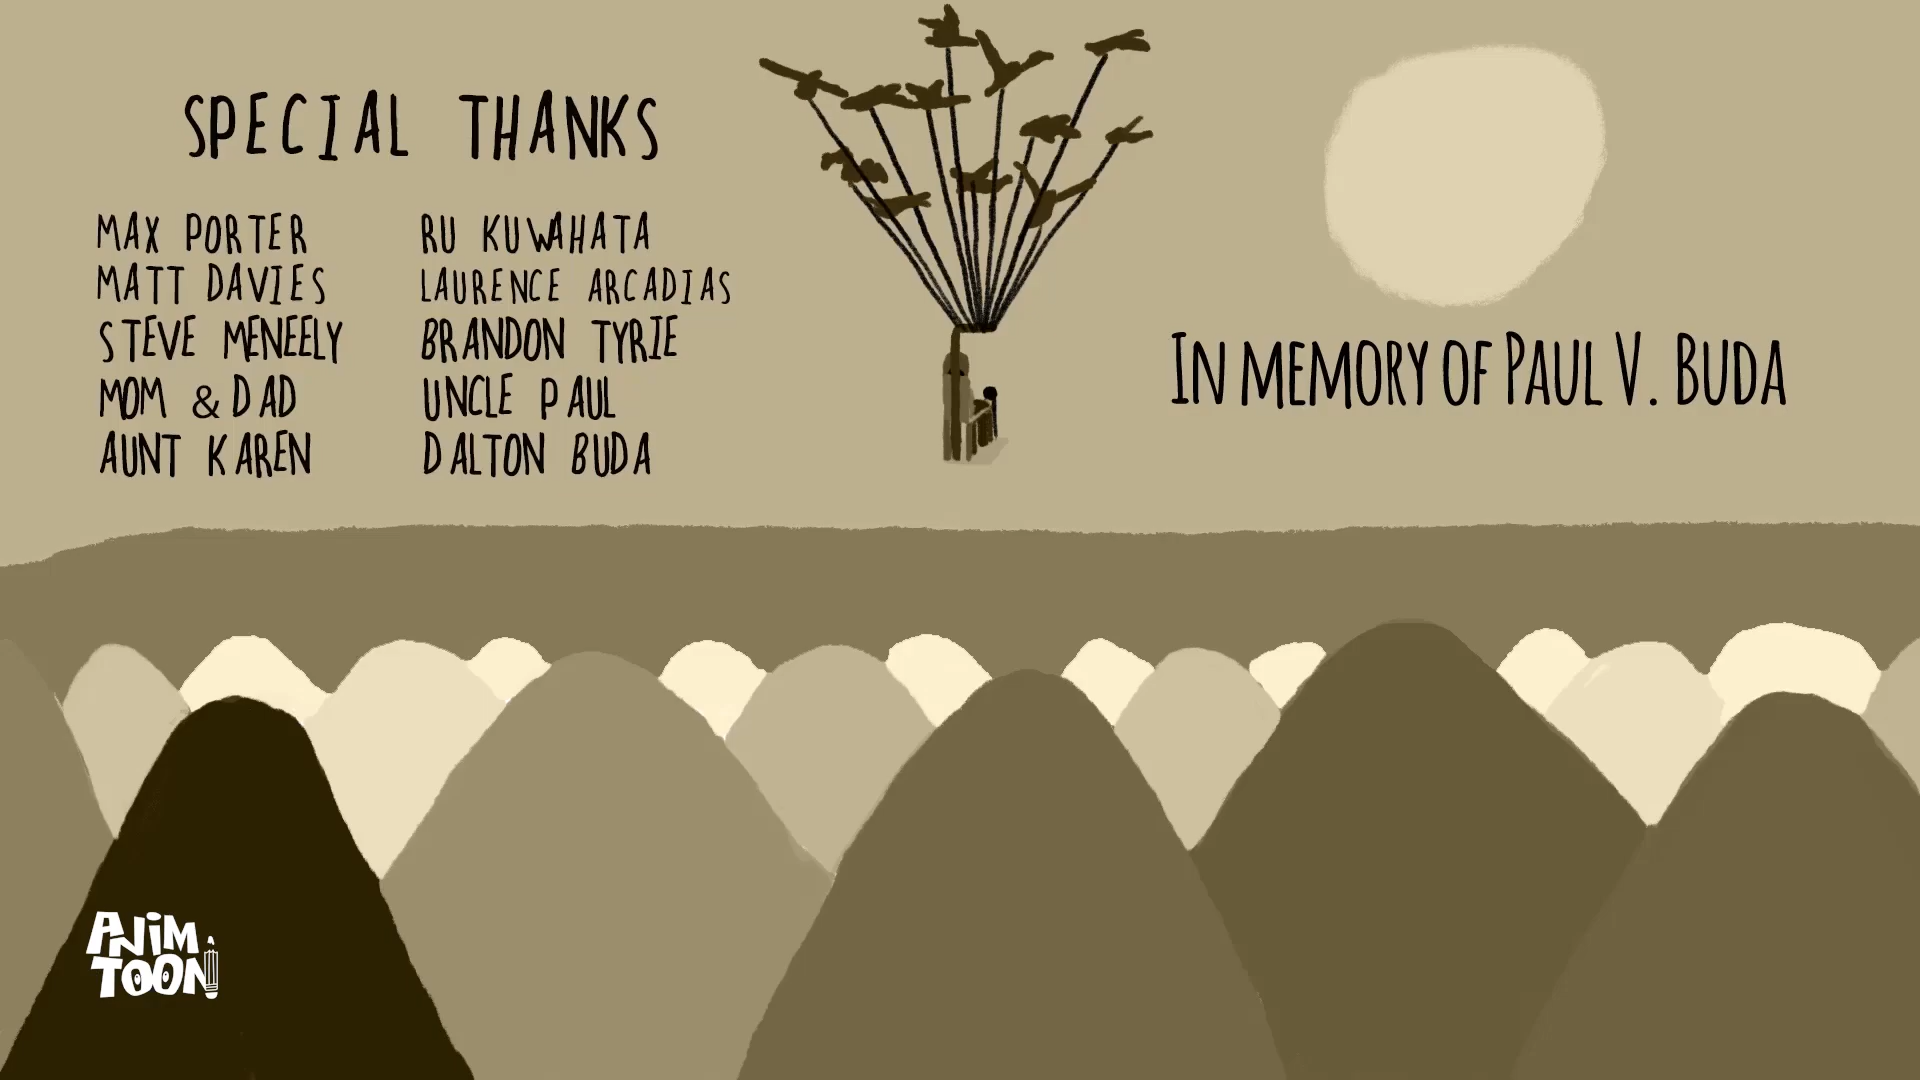 SPECIAL THANKS
MAX PORTER
MATT DAVIES
STEVE MENEELY
MOM & DAD
AUNT KAREN
RU KUWAHATA
LAURENCE ARCADIAS
BRANDON TYRIE
UNCLE PAUL
DALTON BUDA
IN MEMORY OF PAUL V. BUDA
ANIM
TOON